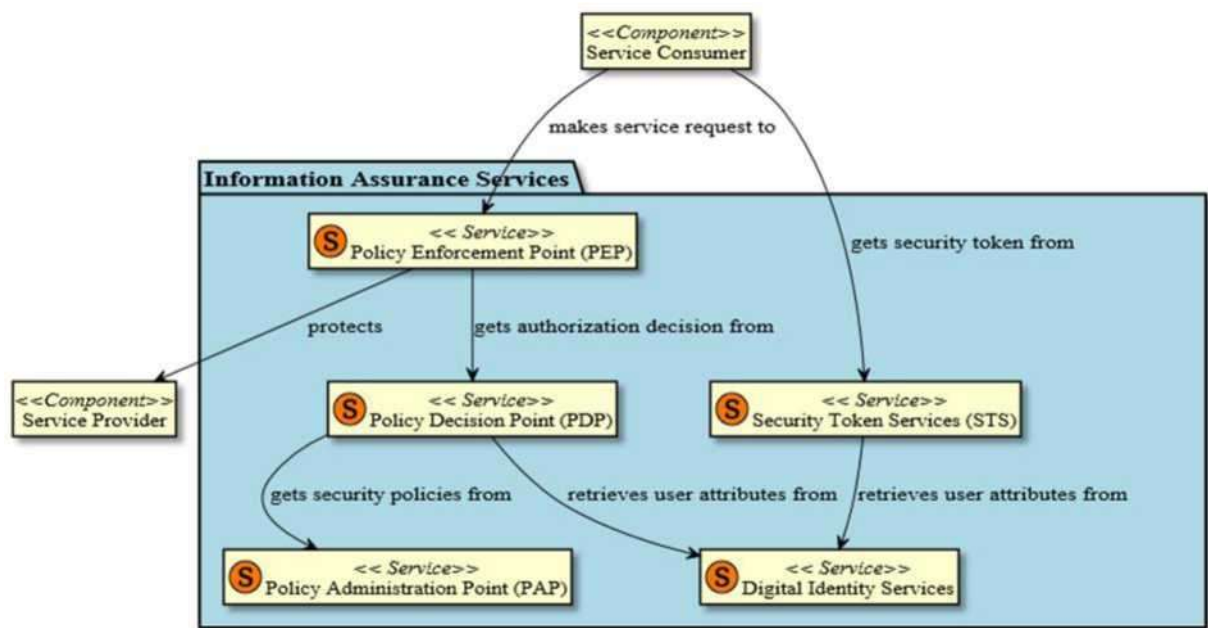 <<Component>>
Service Consumer
makes service request to
Information Assurance Services
S
<< Service>>
Policy Enforcement Point (PEP)
gets security token from
protects
gets authorization decision from
<<Component>>
Service Provider
S
<< Service>>
Policy Decision Point (PDP)
S
<< Service>>
Security Token Services (STS)
gets security policies from
retrieves user attributes from
retrieves user attributes from
S
<< Service>>
Policy Administration Point (PAP)
S
<< Service>>
Digital Identity Services